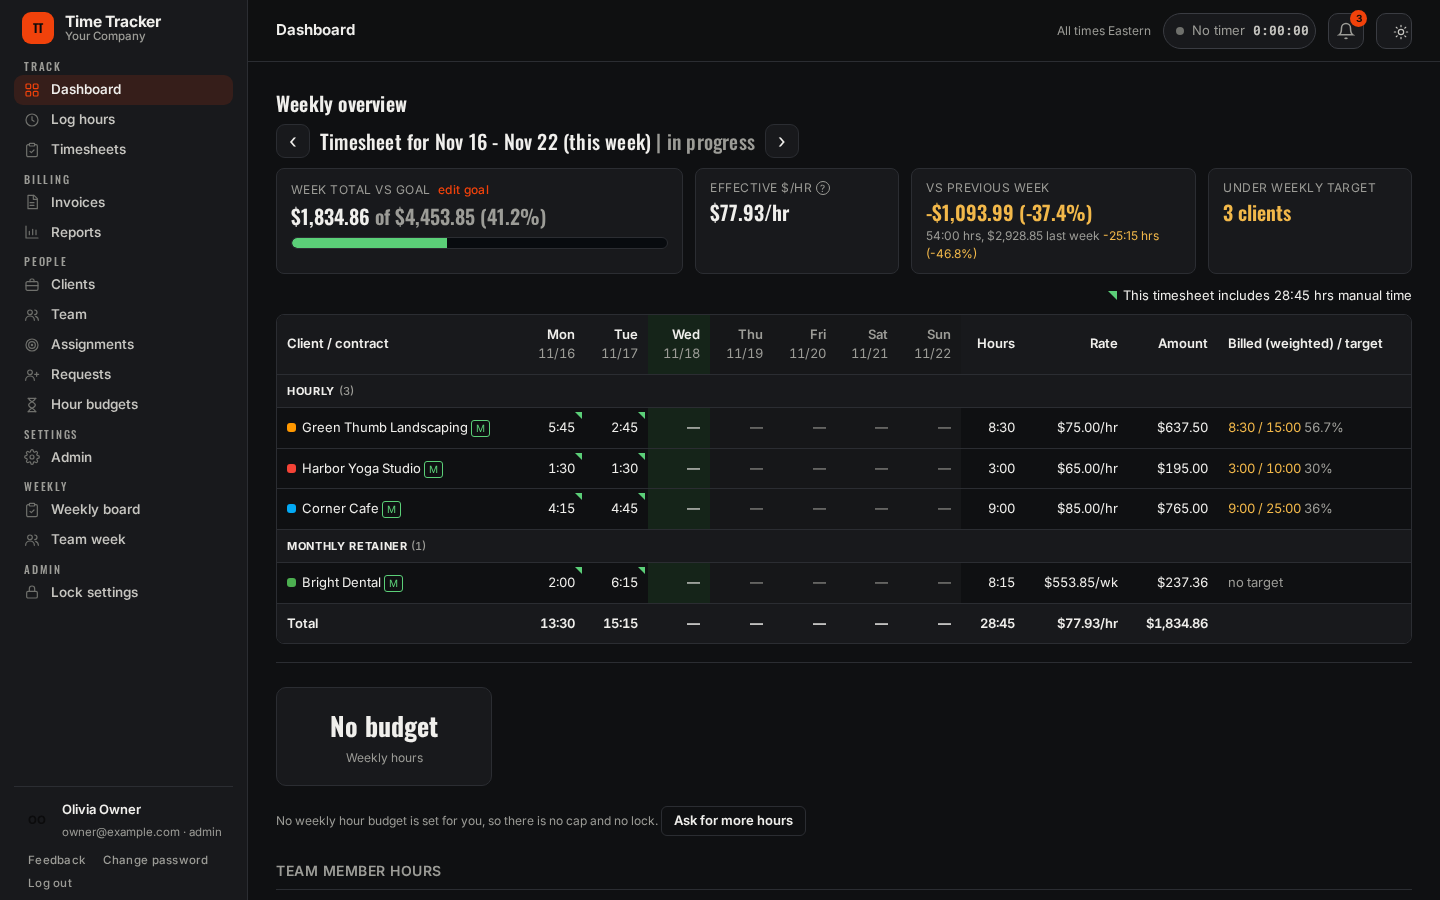 Time Tracker
Your Company
TRACK
Dashboard
Log hours
Timesheets
BILLING
Invoices
Reports
PEOPLE
Clients
Team
Assignments
Requests
Hour budgets
SETTINGS
Admin
WEEKLY
Weekly board
Team week
ADMIN
Lock settings
Olivia Owner
owner@example.com · admin
Feedback Change password
Log out
Dashboard
All times Eastern
No timer 0:00:00
3
Weekly overview
Timesheet for Nov 16 - Nov 22 (this week) | in progress
WEEK TOTAL VS GOAL edit goal
$1,834.86 of $4,453.85 (41.2%)
EFFECTIVE $/HR ?
$77.93/hr
VS PREVIOUS WEEK
-$1,093.99 (-37.4%)
54:00 hrs, $2,928.85 last week -25:15 hrs
(-46.8%)
UNDER WEEKLY TARGET
3 clients
This timesheet includes 28:45 hrs manual time
Client / contract Mon 11/16 Tue 11/17 Wed 11/18 Thu 11/19 Fri 11/20 Sat 11/21 Sun 11/22 Hours Rate Amount Billed (weighted) / target
HOURLY (3)
Green Thumb Landscaping M 5:45 2:45 — — — — — 8:30 $75.00/hr $637.50 8:30 / 15:00 56.7%
Harbor Yoga Studio M 1:30 1:30 — — — — — 3:00 $65.00/hr $195.00 3:00 / 10:00 30%
Corner Cafe M 4:15 4:45 — — — — — 9:00 $85.00/hr $765.00 9:00 / 25:00 36%
MONTHLY RETAINER (1)
Bright Dental M 2:00 6:15 — — — — — 8:15 $553.85/wk $237.36 no target
Total 13:30 15:15 — — — — — 28:45 $77.93/hr $1,834.86
No budget
Weekly hours
No weekly hour budget is set for you, so there is no cap and no lock. Ask for more hours
TEAM MEMBER HOURS